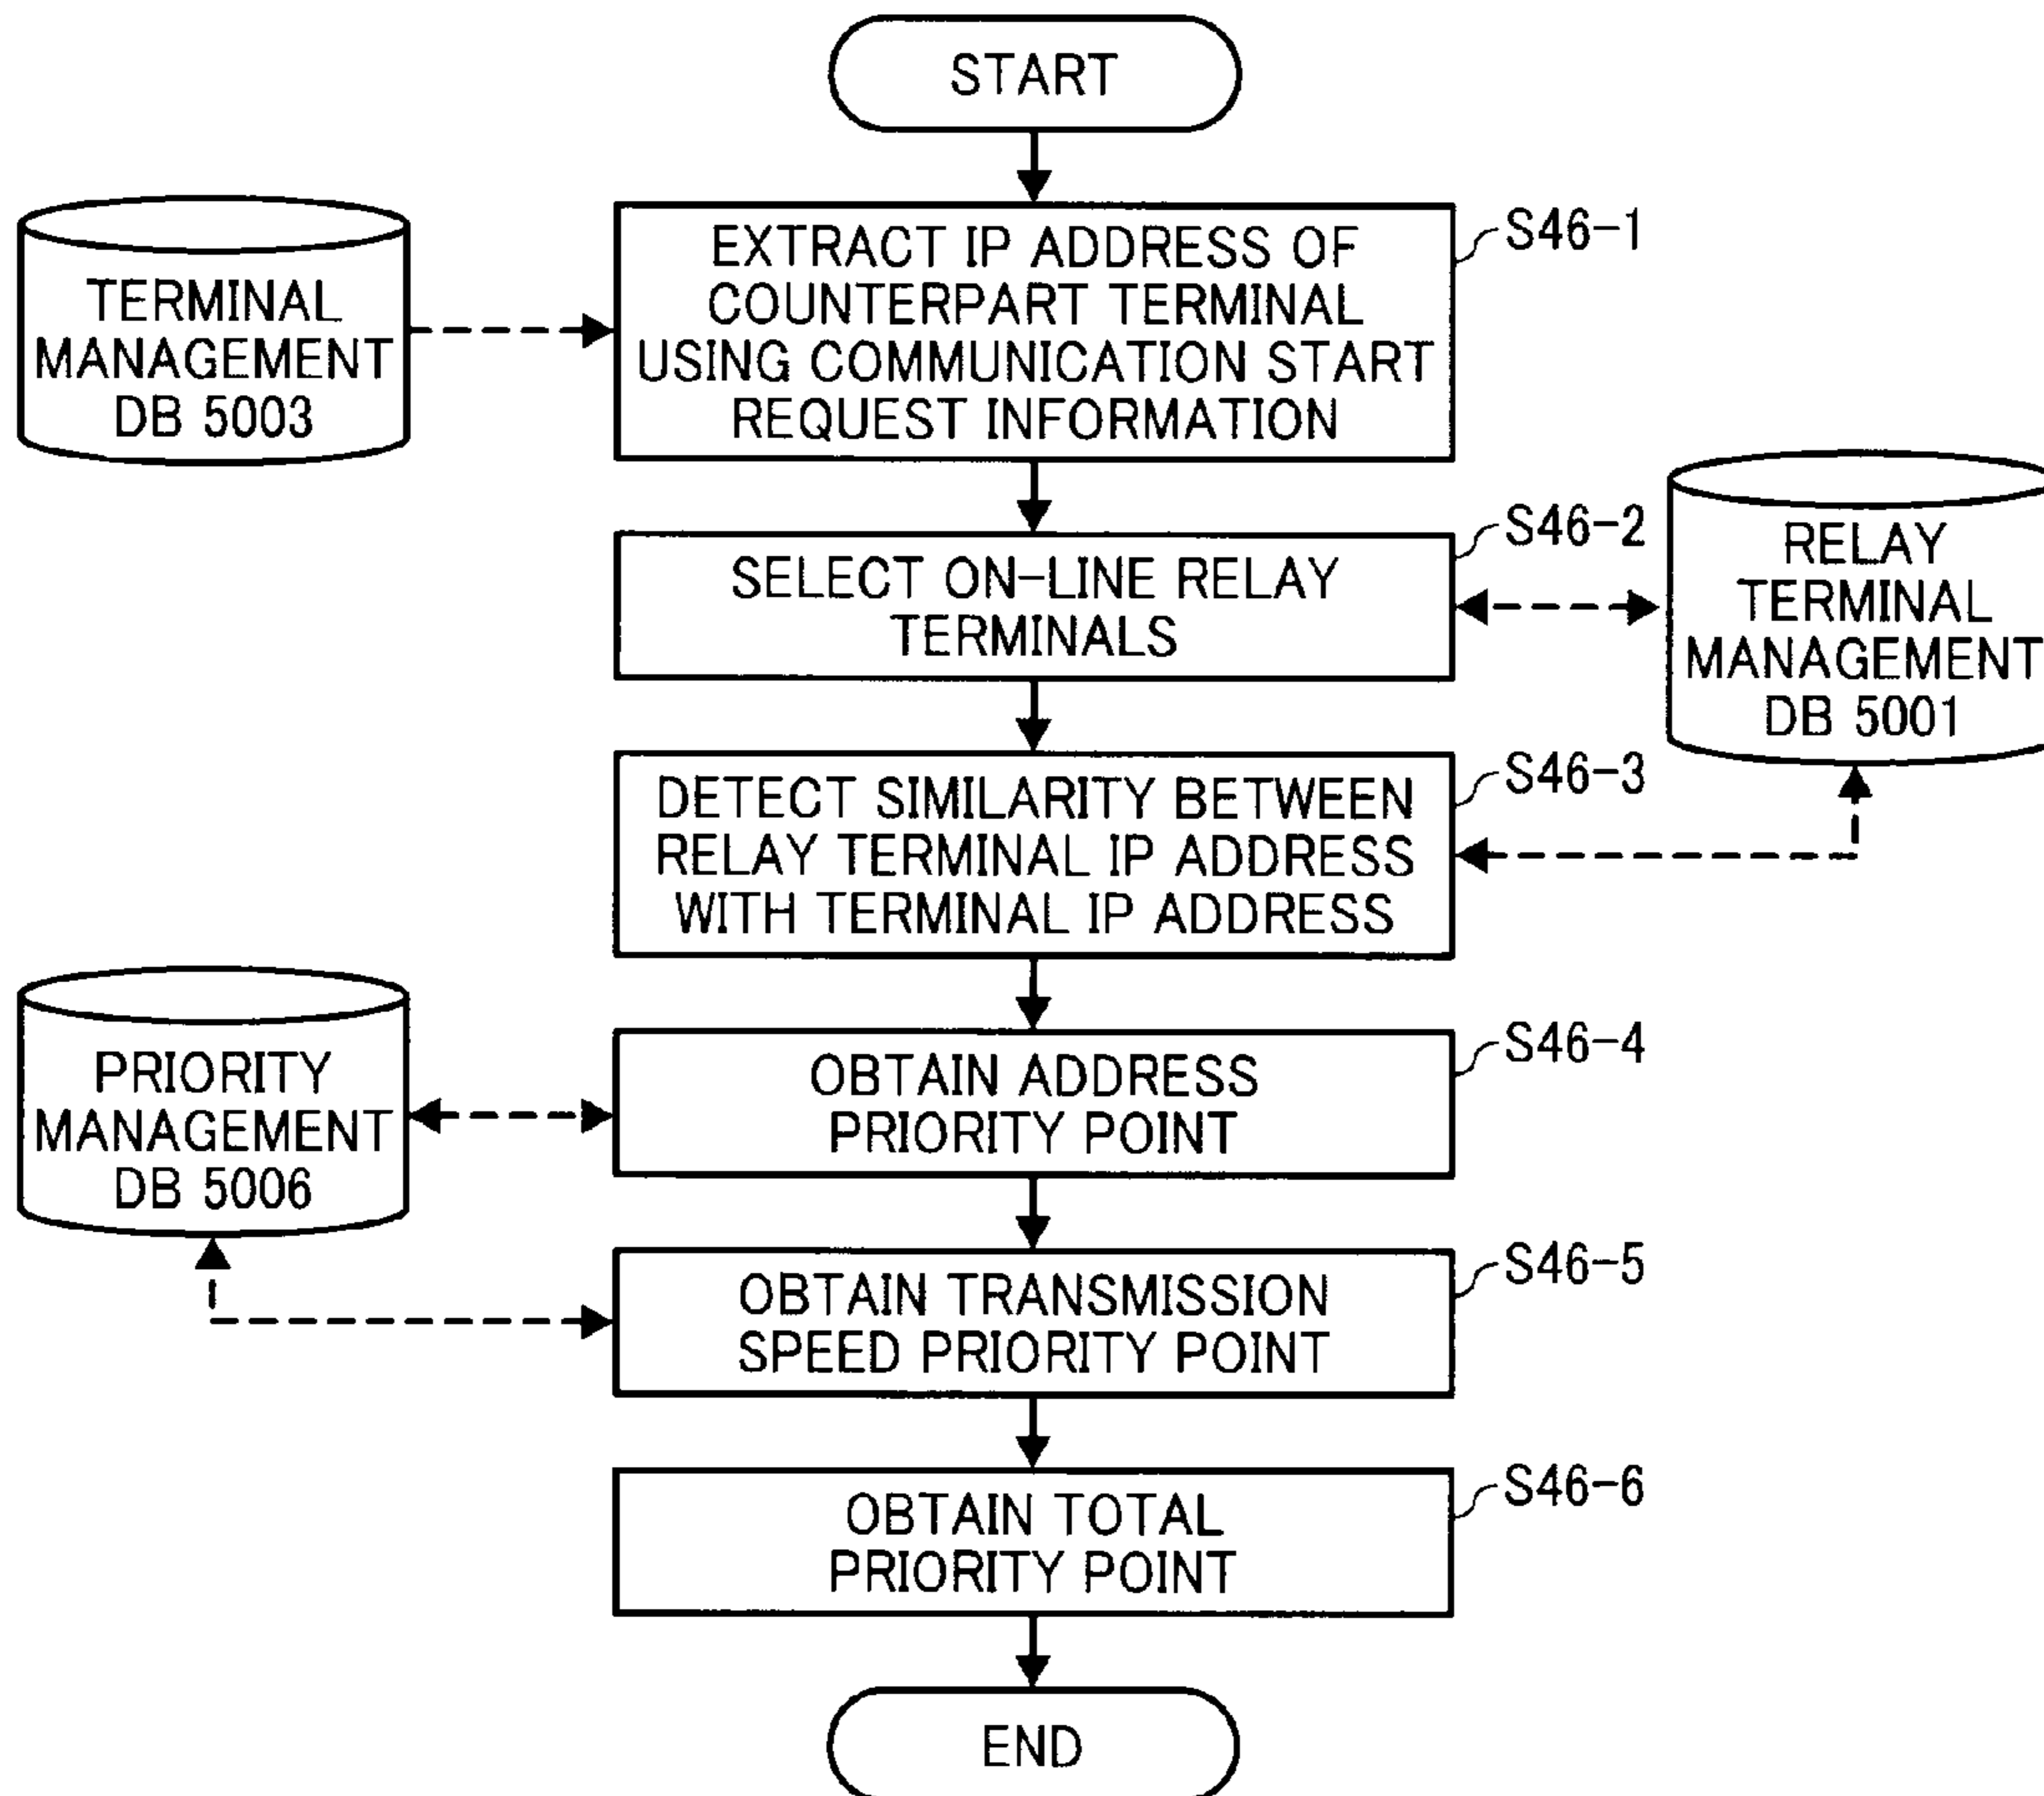 START
EXTRACT IP ADDRESS OF
COUNTERPART TERMINAL
USING COMMUNICATION START
REQUEST INFORMATION
S46-1
TERMINAL
MANAGEMENT
DB 5003
SELECT ON-LINE RELAY
TERMINALS
S46-2
RELAY
TERMINAL
MANAGEMENT
DB 5001
DETECT SIMILARITY BETWEEN
RELAY TERMINAL IP ADDRESS
WITH TERMINAL IP ADDRESS
S46-3
OBTAIN ADDRESS
PRIORITY POINT
S46-4
PRIORITY
MANAGEMENT
DB 5006
OBTAIN TRANSMISSION
SPEED PRIORITY POINT
S46-5
OBTAIN TOTAL
PRIORITY POINT
S46-6
END